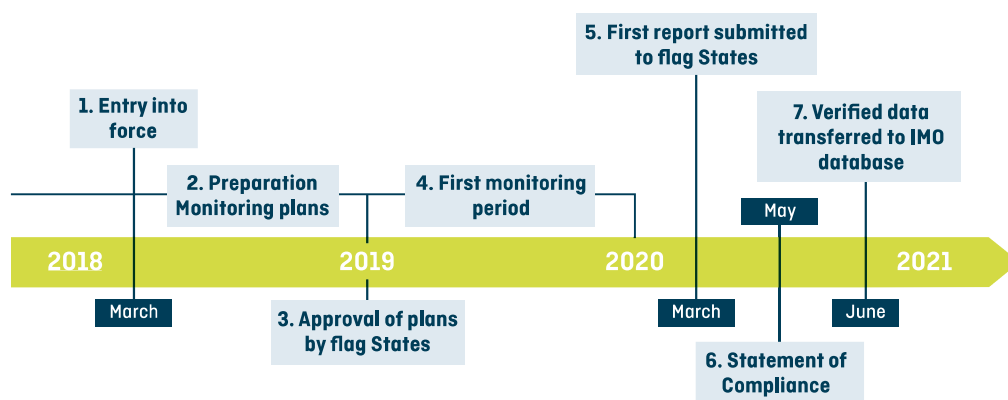 5. First report submitted
to flag States
1. Entry into
force
7. Verified data
transferred to IMO
database
2. Preparation
Monitoring plans
4. First monitoring
period
May
2018
2019
2020
2021
March
3. Approval of plans
by flag States
March
June
6. Statement of
Compliance